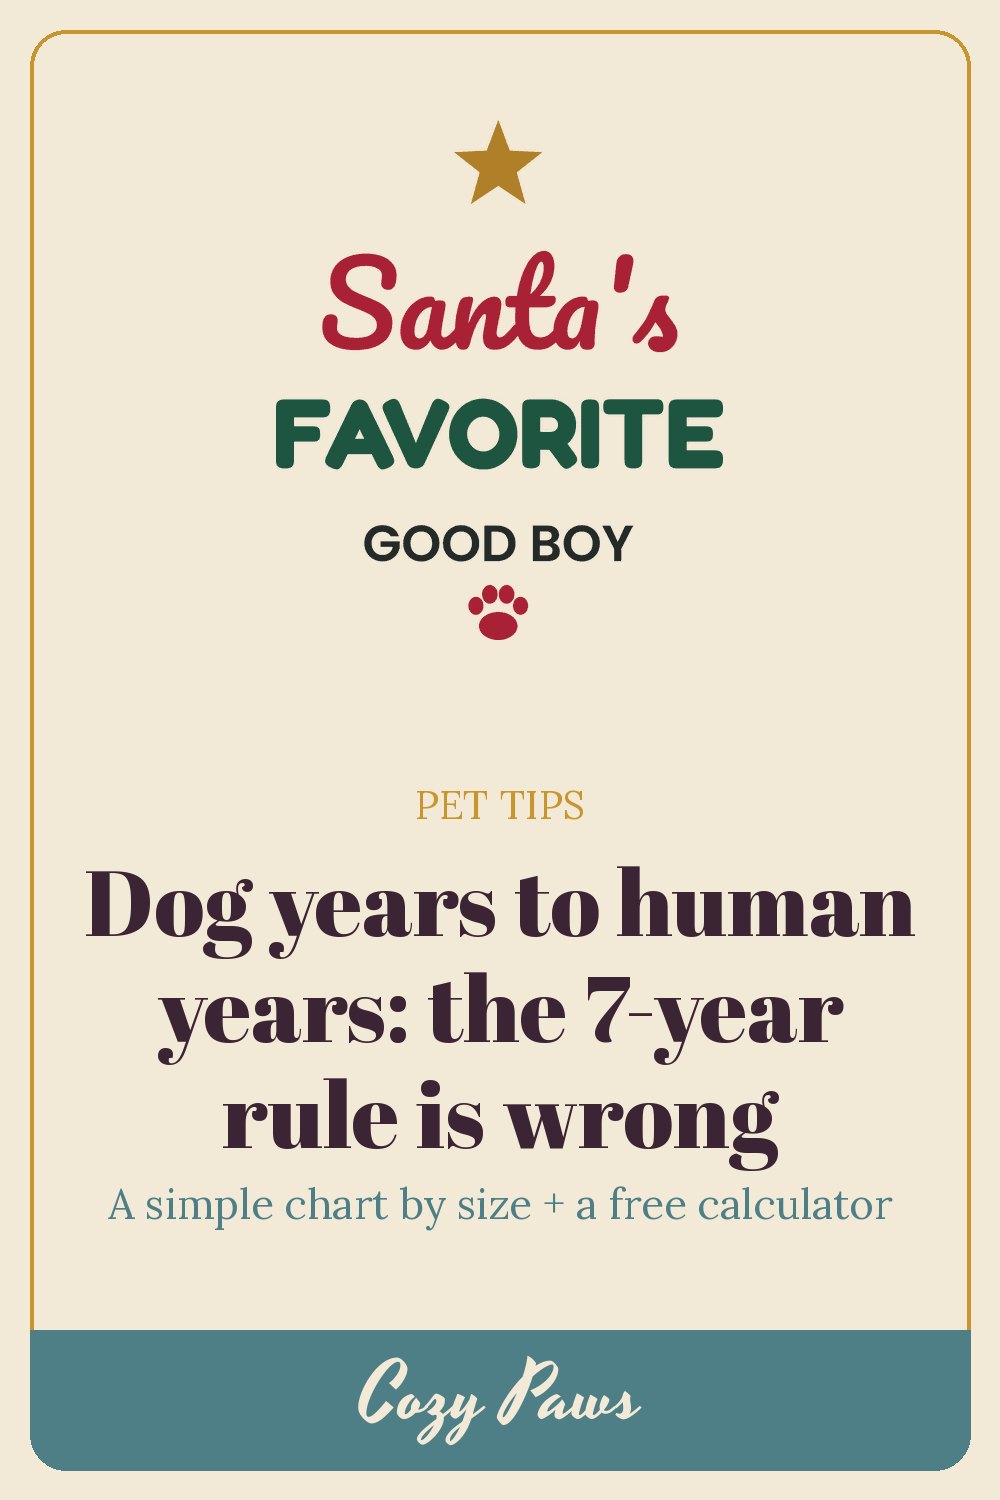 Santa's
FAVORITE
GOOD BOY
PET TIPS
Dog years to human
years: the 7-year
rule is wrong
A simple chart by size + a free calculator
Cozy Paws